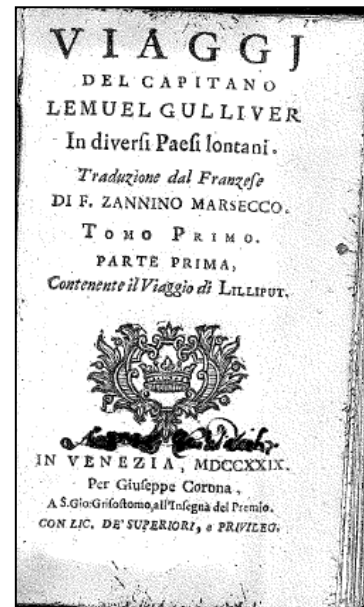 VIAGGJ
DEL CAPITANO
LEMUEL GULLIVER
In diverſi Paeſi lontani.
Traduzione dal Franzeſe
DI F. ZANNINO MARSECCO.
TOMO PRIMO.
PARTE PRIMA,
Contenente il Viaggio di LILLIPUT.
IN VENEZIA, MDCCXXIX.
Per Giuſeppe Corona,
A S. Gio: Griſoſtomo, all'Inſegna del Premio.
CON LIC. DE' SUPERIORI, e PRIVILEG.